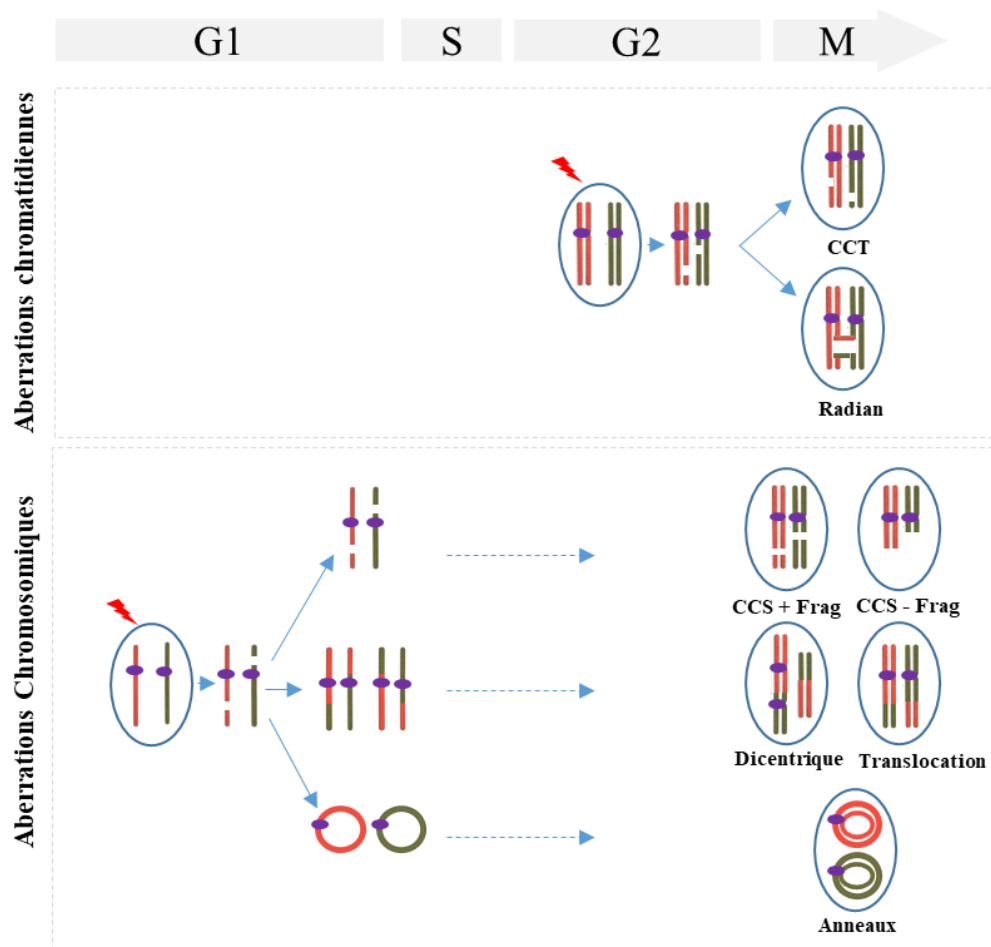 G1
S
G2
M
Aberrations chromatidiennes
CCT
Radian
Aberrations Chromosomiques
CCS + Frag
CCS - Frag
Dicentrique
Translocation
Anneaux